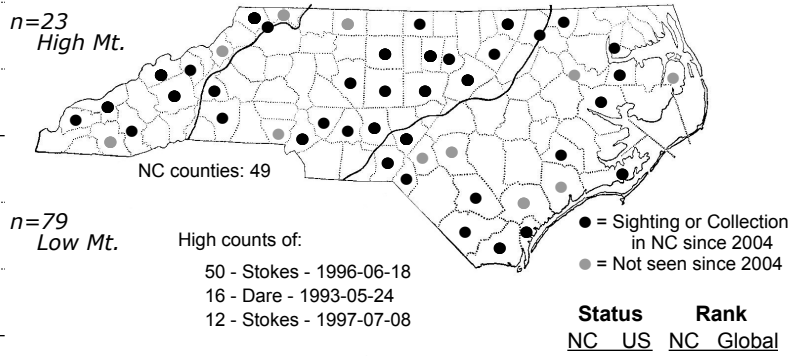 n=23
High Mt.
NC counties: 49
n=79
Low Mt.
High counts of:
50 - Stokes - 1996-06-18
16 - Dare - 1993-05-24
12 - Stokes - 1997-07-08
● = Sighting or Collection
in NC since 2004
● = Not seen since 2004
Status Rank
NC US NC Global